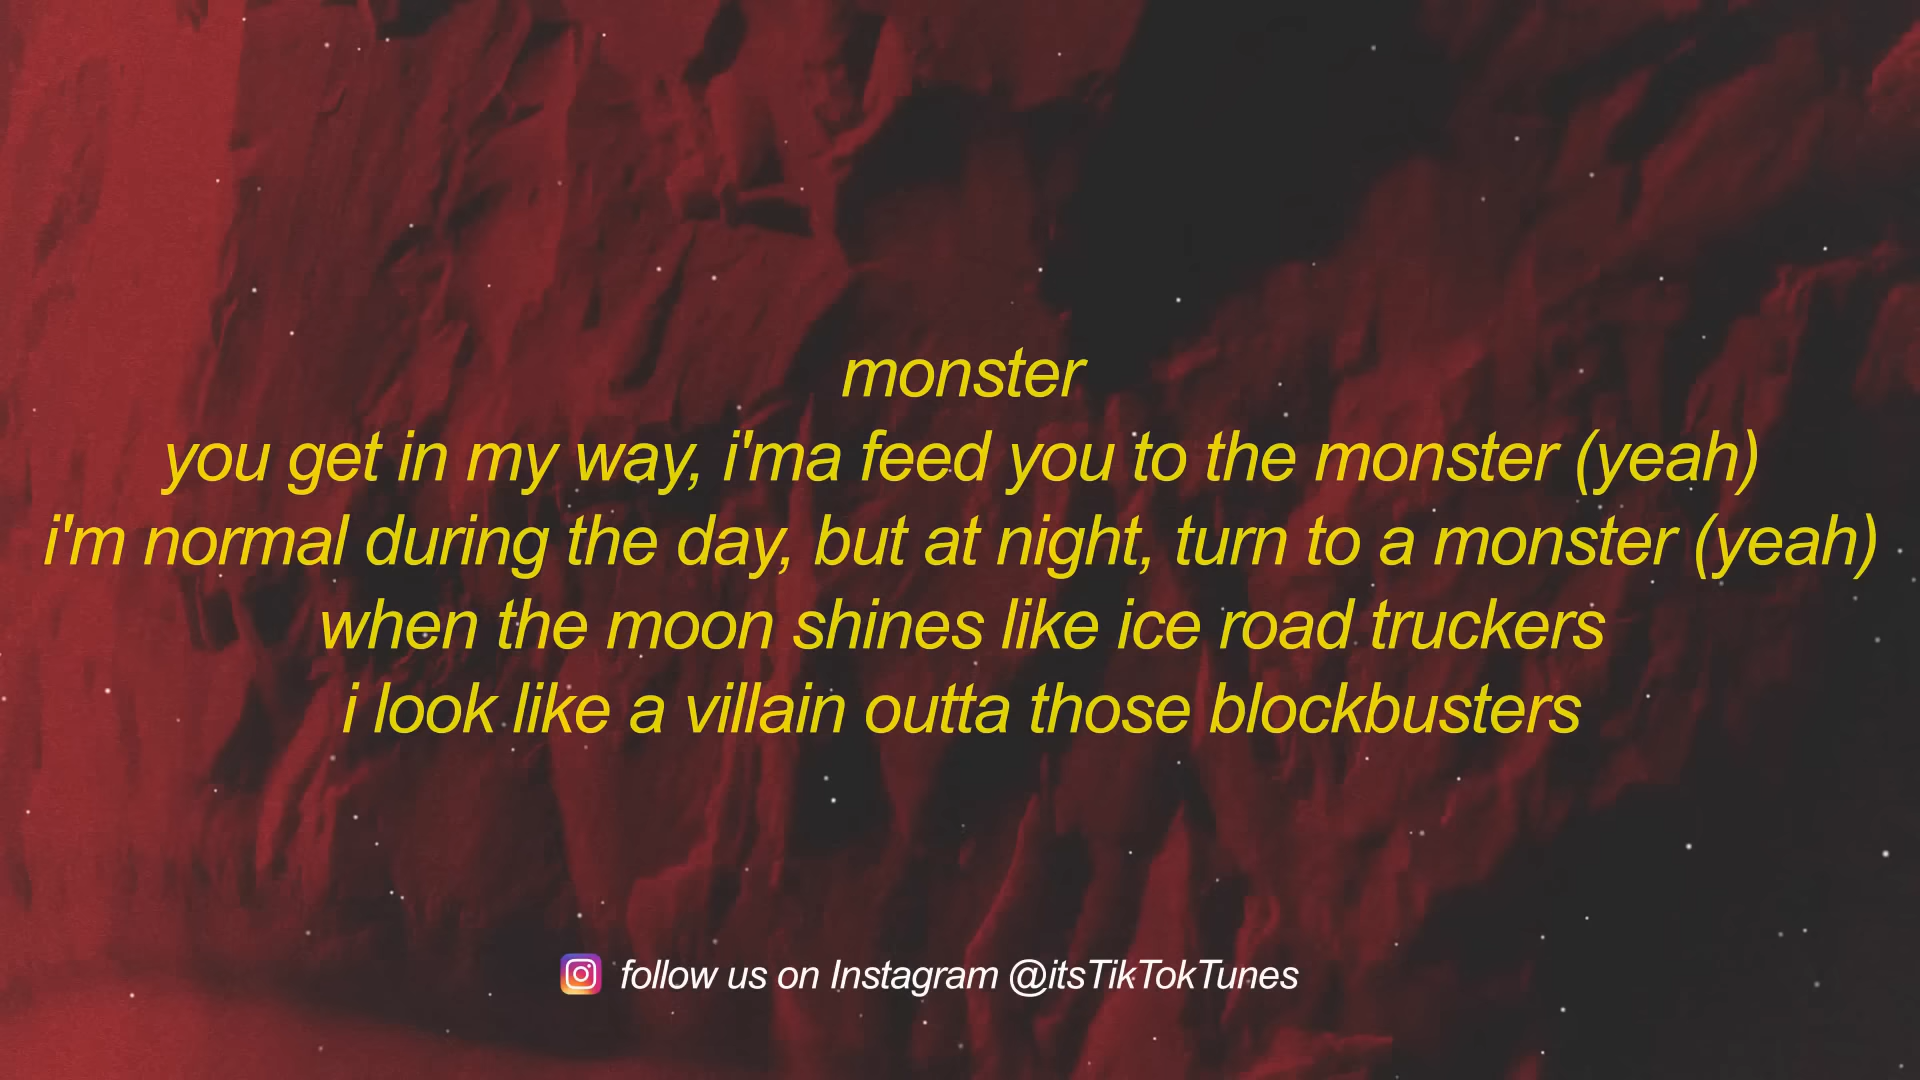 monster
you get in my way, i'ma feed you to the monster (yeah)
i'm normal during the day, but at night, turn to a monster (yeah)
when the moon shines like ice road truckers
i look like a villain outta those blockbusters
follow us on Instagram @itsTikTokTunes